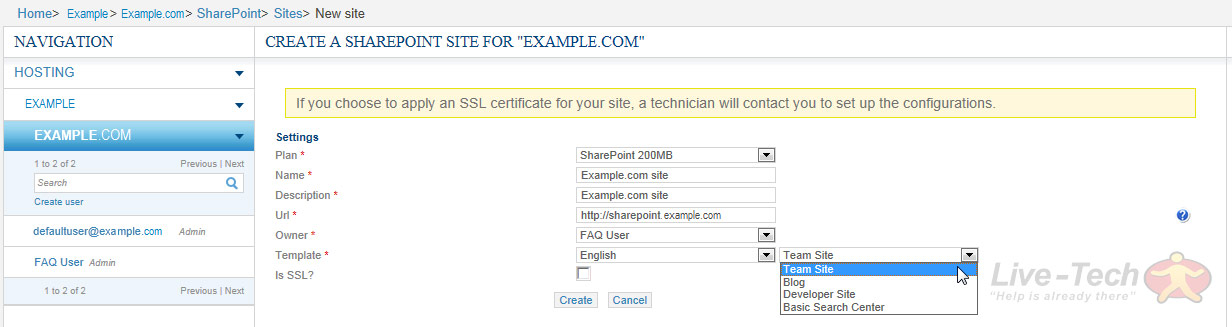 Home> Example> Example.com> SharePoint> Sites> New site
NAVIGATION
HOSTING
EXAMPLE
EXAMPLE.COM
1 to 2 of 2 Previous | Next
Search
Create user
defaultuser@example.com Admin
FAQ User Admin
1 to 2 of 2 Previous | Next
CREATE A SHAREPOINT SITE FOR "EXAMPLE.COM"
If you choose to apply an SSL certificate for your site, a technician will contact you to set up the configurations.
Settings
Plan * SharePoint 200MB
Name * Example.com site
Description * Example.com site
Url * http://sharepoint.example.com
Owner * FAQ User
Template * English Team Site
Team Site
Blog
Developer Site
Basic Search Center
Is SSL?
Create Cancel
Live-Tech
"Help is already there"